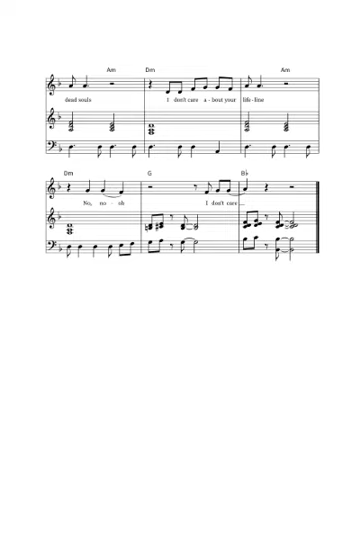 Am Dm Am
dead souls I don't care a - bout your life - line
Dm G B♭
No, no - oh I don't care